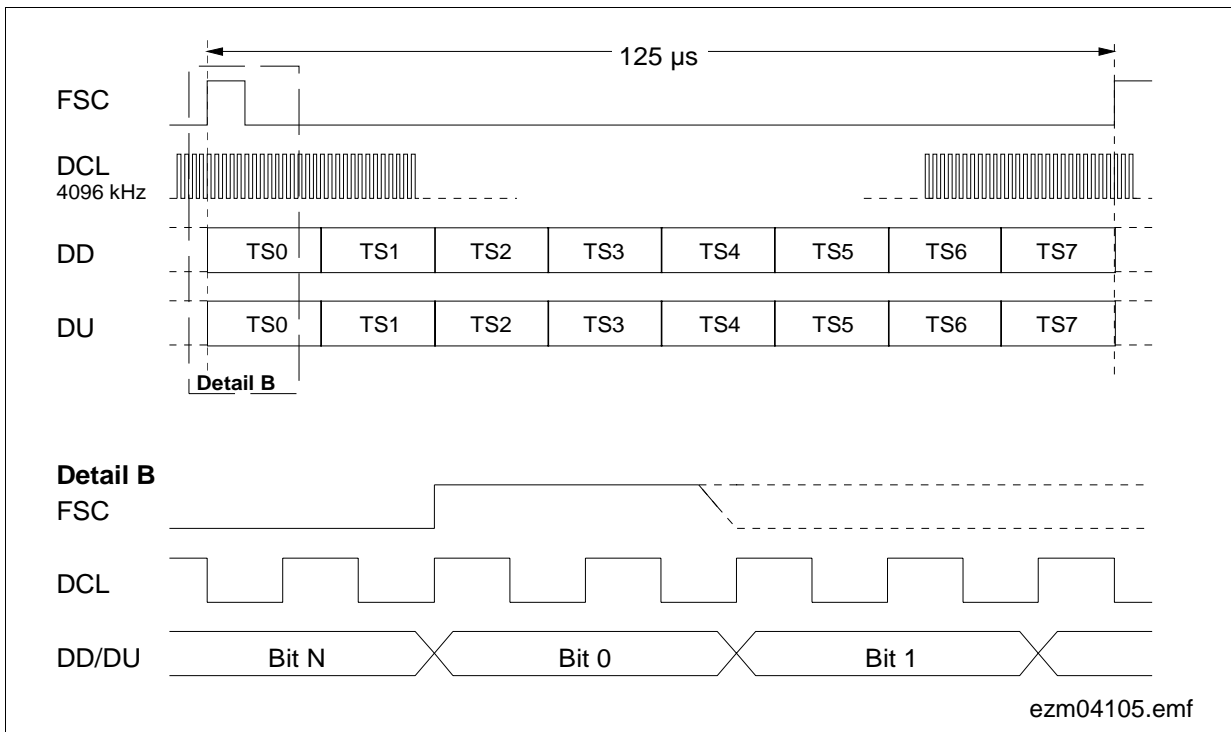 125 µs
FSC
DCL
4096 kHz
DD TS0 TS1 TS2 TS3 TS4 TS5 TS6 TS7
DU TS0 TS1 TS2 TS3 TS4 TS5 TS6 TS7
Detail B
Detail B
FSC
DCL
DD/DU Bit N Bit 0 Bit 1
ezm04105.emf